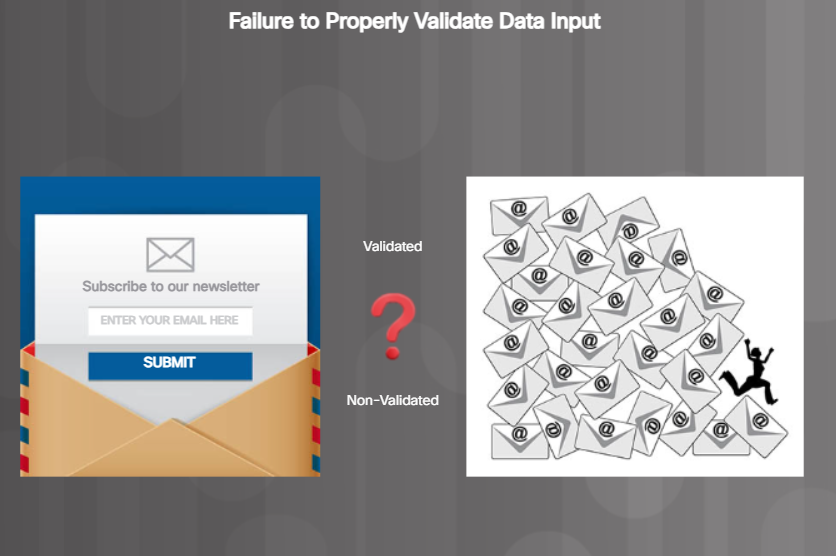 Failure to Properly Validate Data Input
Subscribe to our newsletter
ENTER YOUR EMAIL HERE
SUBMIT
Validated
?
Non-Validated
@ @ @ @ @ @ @ @ @ @ @ @ @ @ @ @ @ @ @ @ @ @ @ @ @ @ @ @